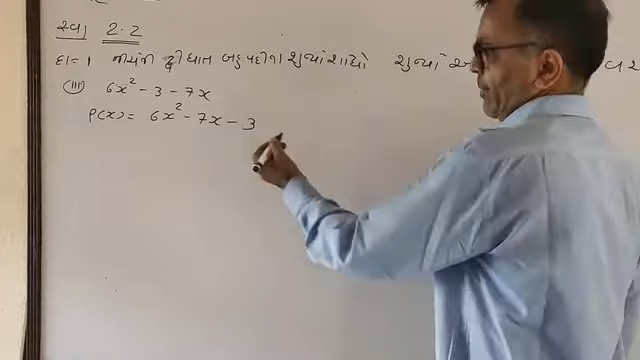 સ્વા 2.2
દા = 1 નીચેની દ્વિઘાત બહુપદીના શૂન્યો શોધો શૂન્યો
(iii) 6x² - 3 - 7x
P(x) = 6x² - 7x - 3